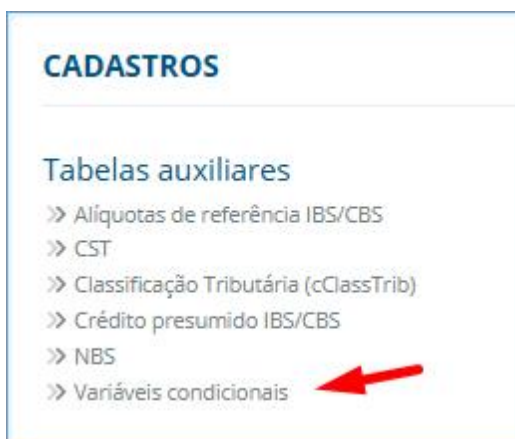 CADASTROS
Tabelas auxiliares
» Alíquotas de referência IBS/CBS
» CST
» Classificação Tributária (cClassTrib)
» Crédito presumido IBS/CBS
» NBS
» Variáveis condicionais